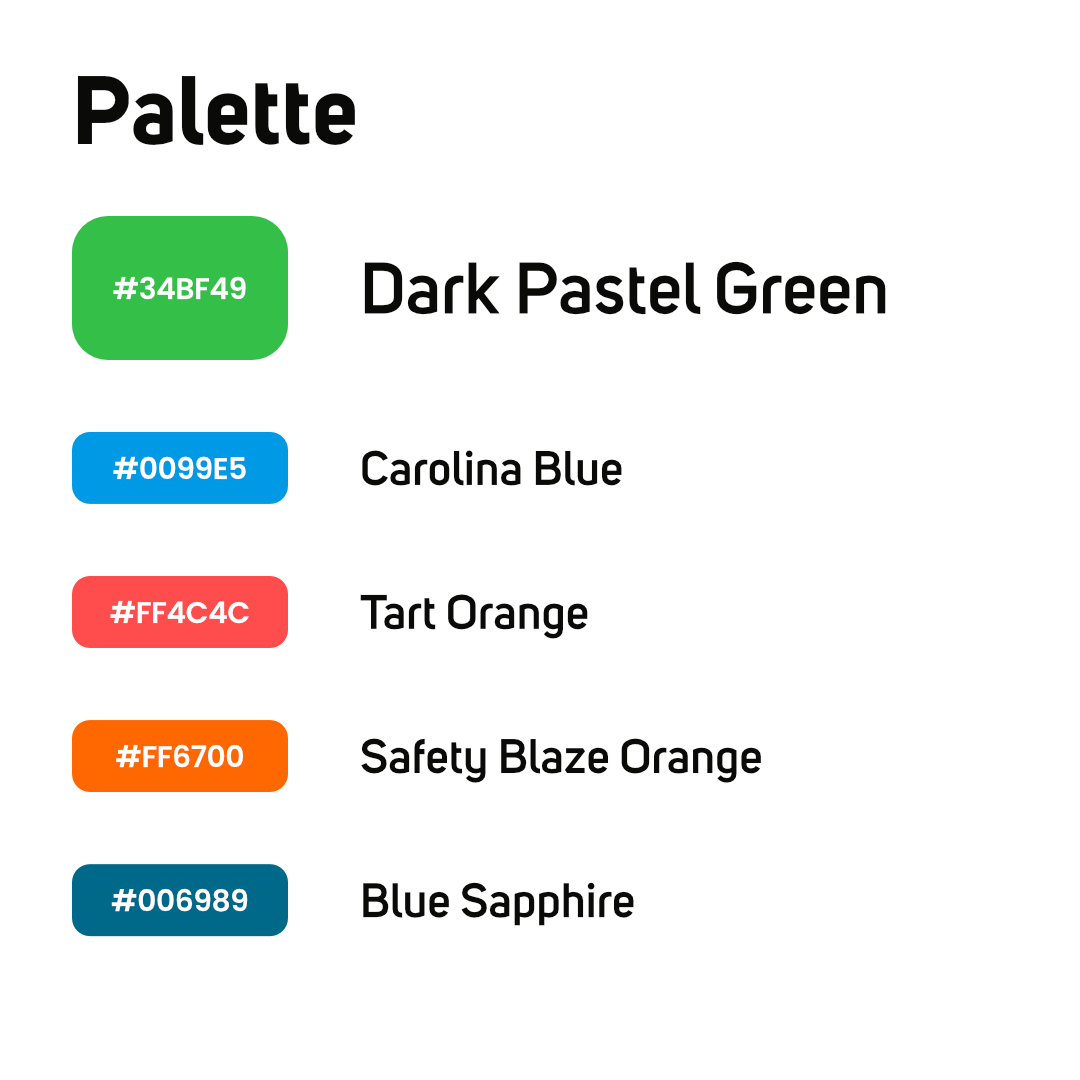 Palette
#34BF49 Dark Pastel Green
#0099E5 Carolina Blue
#FF4C4C Tart Orange
#FF6700 Safety Blaze Orange
#006989 Blue Sapphire